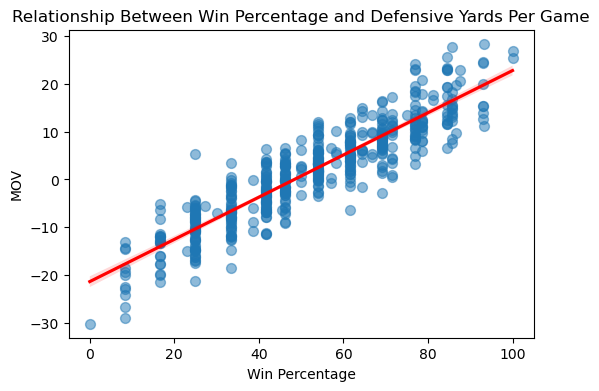 Relationship Between Win Percentage and Defensive Yards Per Game
30
20
10
0
−10
−20
−30
MOV
0 20 40 60 80 100
Win Percentage